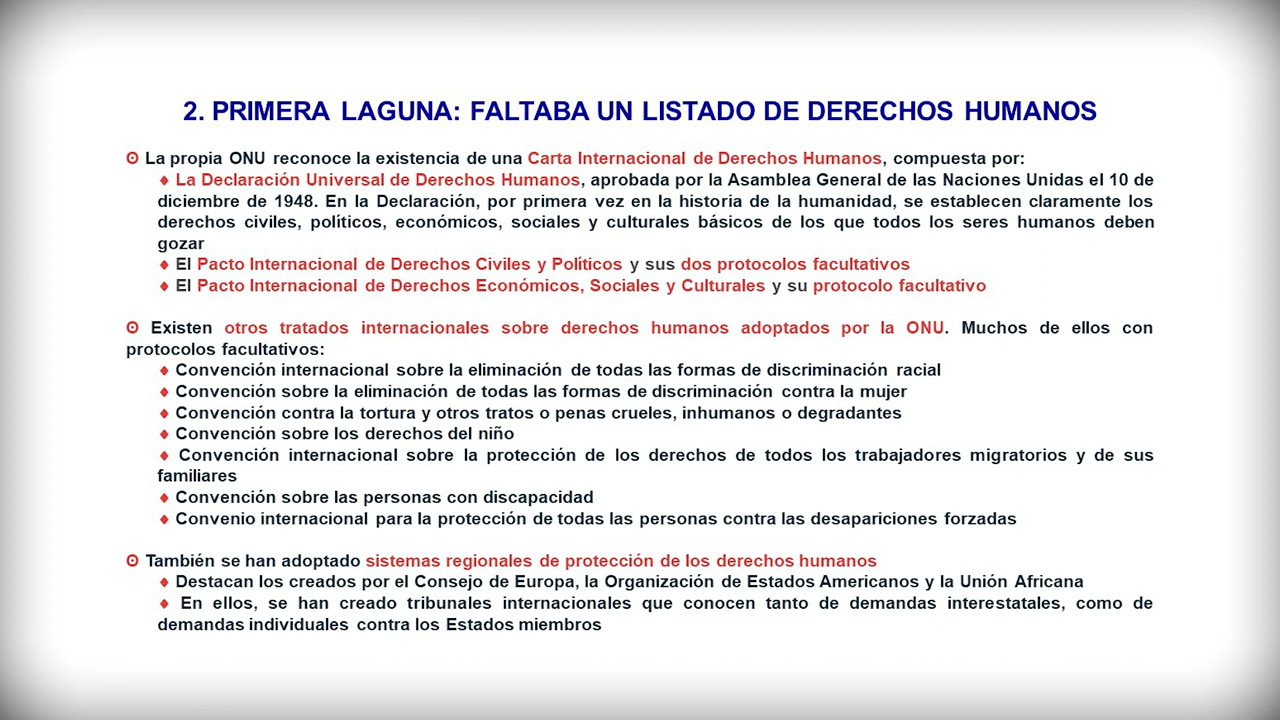 2. PRIMERA LAGUNA: FALTABA UN LISTADO DE DERECHOS HUMANOS
ʘ La propia ONU reconoce la existencia de una Carta Internacional de Derechos Humanos, compuesta por:
♦ La Declaración Universal de Derechos Humanos, aprobada por la Asamblea General de las Naciones Unidas el 10 de
diciembre de 1948. En la Declaración, por primera vez en la historia de la humanidad, se establecen claramente los
derechos civiles, políticos, económicos, sociales y culturales básicos de los que todos los seres humanos deben
gozar
♦ El Pacto Internacional de Derechos Civiles y Políticos y sus dos protocolos facultativos
♦ El Pacto Internacional de Derechos Económicos, Sociales y Culturales y su protocolo facultativo
ʘ Existen otros tratados internacionales sobre derechos humanos adoptados por la ONU. Muchos de ellos con
protocolos facultativos:
♦ Convención internacional sobre la eliminación de todas las formas de discriminación racial
♦ Convención sobre la eliminación de todas las formas de discriminación contra la mujer
♦ Convención contra la tortura y otros tratos o penas crueles, inhumanos o degradantes
♦ Convención sobre los derechos del niño
♦ Convención internacional sobre la protección de los derechos de todos los trabajadores migratorios y de sus
familiares
♦ Convención sobre las personas con discapacidad
♦ Convenio internacional para la protección de todas las personas contra las desapariciones forzadas
ʘ También se han adoptado sistemas regionales de protección de los derechos humanos
♦ Destacan los creados por el Consejo de Europa, la Organización de Estados Americanos y la Unión Africana
♦ En ellos, se han creado tribunales internacionales que conocen tanto de demandas interestatales, como de
demandas individuales contra los Estados miembros